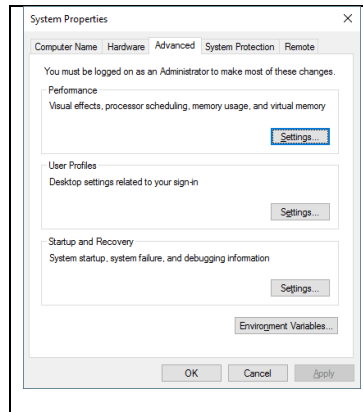 System Properties
Computer Name Hardware Advanced System Protection Remote
You must be logged on as an Administrator to make most of these changes.
Performance
Visual effects, processor scheduling, memory usage, and virtual memory
Settings...
User Profiles
Desktop settings related to your sign-in
Settings...
Startup and Recovery
System startup, system failure, and debugging information
Settings...
Environment Variables...
OK Cancel Apply